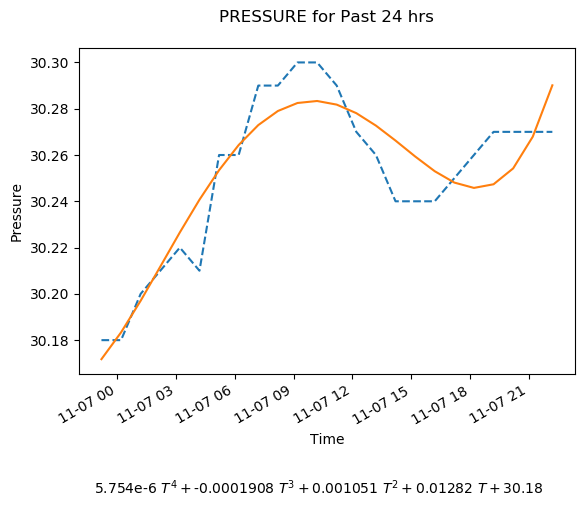 PRESSURE for Past 24 hrs
30.30
30.28
30.26
30.24
30.22
30.20
30.18
Pressure
11-07 00 11-07 03 11-07 06 11-07 09 11-07 12 11-07 15 11-07 18 11-07 21
Time
5.754e-6 T⁴ + -0.0001908 T³ + 0.001051 T² + 0.01282 T + 30.18